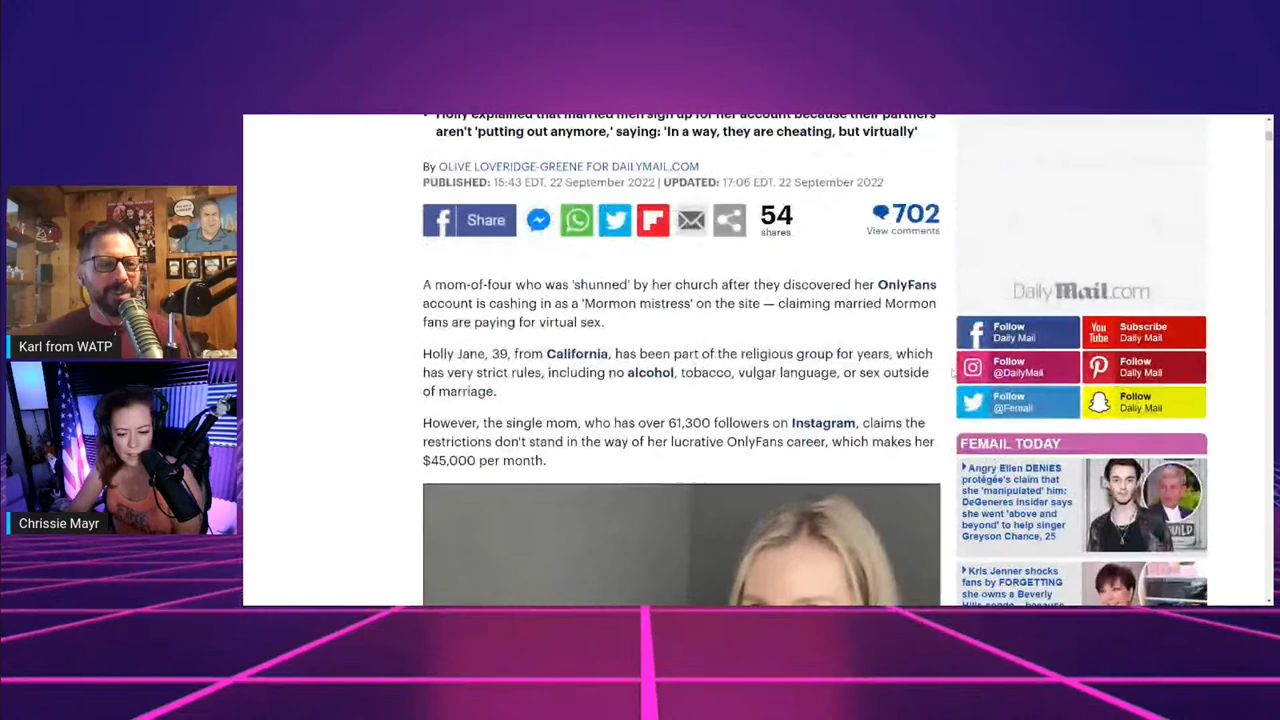 Holly explained that married men sign up for her account because their partners
aren't 'putting out anymore,' saying: 'In a way, they are cheating, but virtually'
By OLIVE LOVERIDGE-GREENE FOR DAILYMAIL.COM
PUBLISHED: 15:43 EDT, 22 September 2022 | UPDATED: 17:06 EDT, 22 September 2022
Share
54
shares
702
View comments
A mom-of-four who was 'shunned' by her church after they discovered her OnlyFans
account is cashing in as a 'Mormon mistress' on the site — claiming married Mormon
fans are paying for virtual sex.
Holly Jane, 39, from California, has been part of the religious group for years, which
has very strict rules, including no alcohol, tobacco, vulgar language, or sex outside
of marriage.
However, the single mom, who has over 61,300 followers on Instagram, claims the
restrictions don't stand in the way of her lucrative OnlyFans career, which makes her
$45,000 per month.
Daily Mail.com
Follow
Daily Mail
You
Tube
Subscribe
Daily Mail
Follow
@DailyMail
Follow
Daily Mail
Follow
@Femail
Follow
Daily Mail
FEMAIL TODAY
Angry Ellen DENIES
protégée's claim that
she 'manipulated' him:
DeGeneres insider says
she went 'above and
beyond' to help singer
Greyson Chance, 25
Kris Jenner shocks
fans by FORGETTING
she owns a Beverly
Karl from WATP
Chrissie Mayr